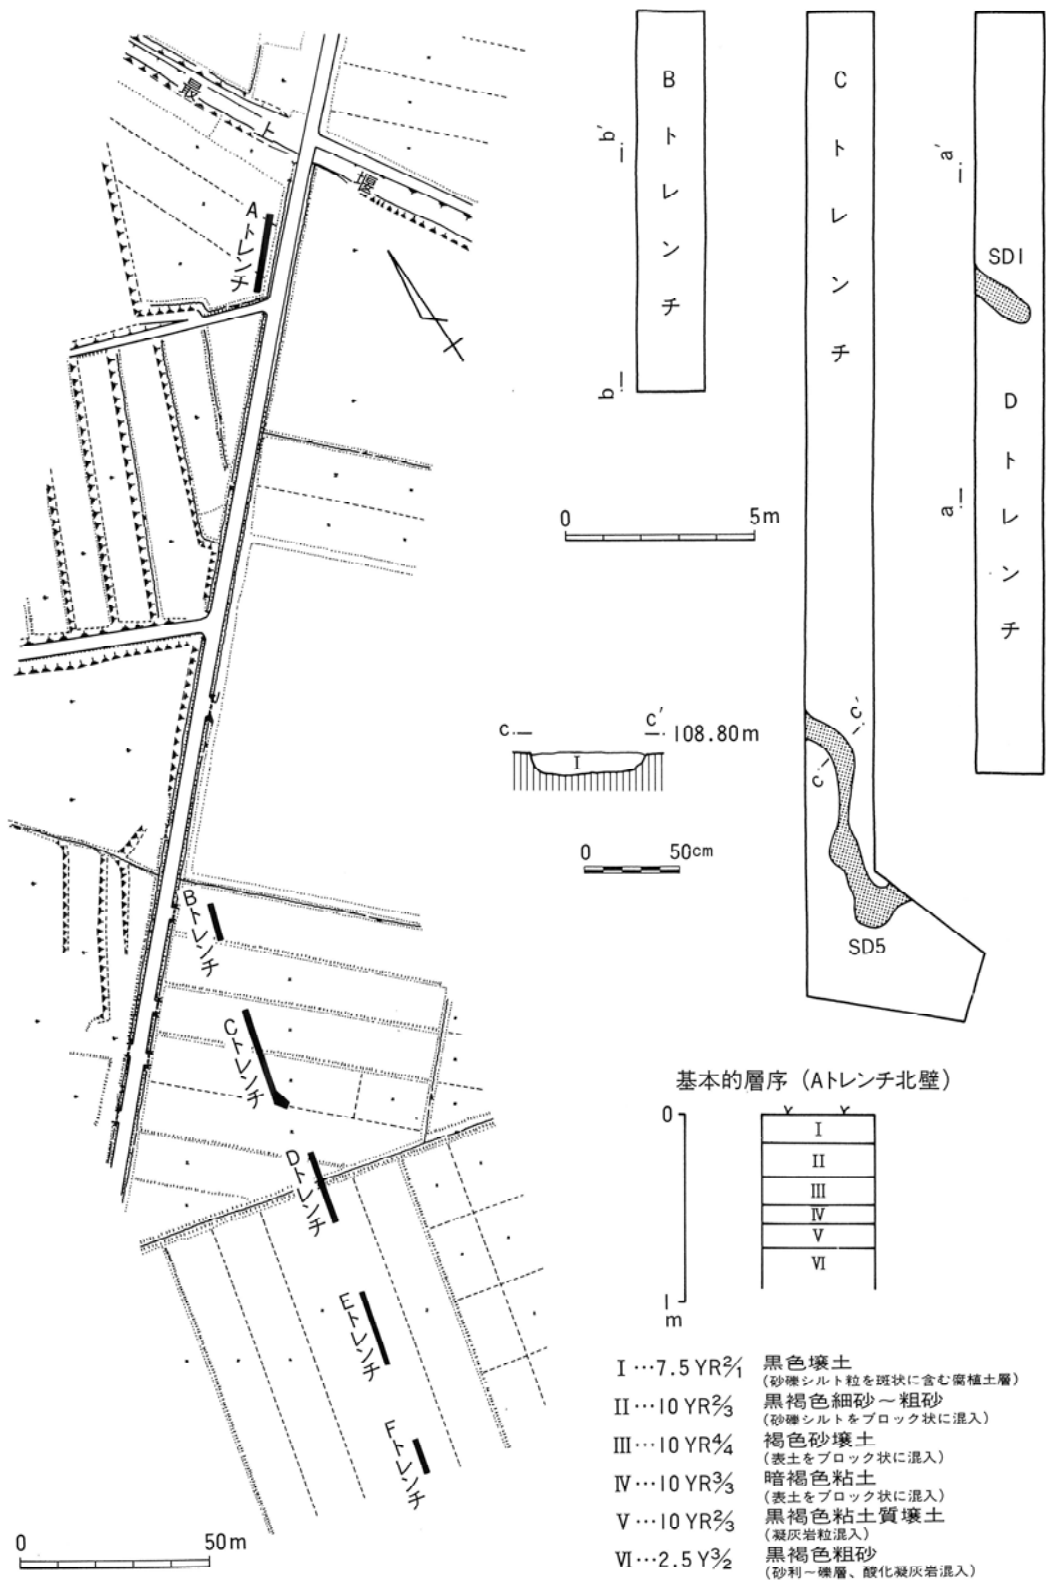 最上堰
Aトレンチ
Bトレンチ
Cトレンチ
Dトレンチ
Eトレンチ
Fトレンチ
0 50m
Bトレンチ
b'
b
0 5m
Cトレンチ
c'
c
SD5
a'
a
SD1
Dトレンチ
c c' 108.80m
I
0 50cm
基本的層序(Aトレンチ北壁)
0
1
m
I
II
III
IV
V
VI
I…7.5YR2/1 黒色壌土
(砂礫シルト粒を斑状に含む腐植土層)
II…10YR2/3 黒褐色細砂～粗砂
(砂礫シルトをブロック状に混入)
III…10YR4/4 褐色砂壌土
(表土をブロック状に混入)
IV…10YR3/3 暗褐色粘土
(表土をブロック状に混入)
V…10YR2/3 黒褐色粘土質壌土
(凝灰岩粒混入)
VI…2.5Y3/2 黒褐色粗砂
(砂利～礫層、酸化凝灰岩混入)